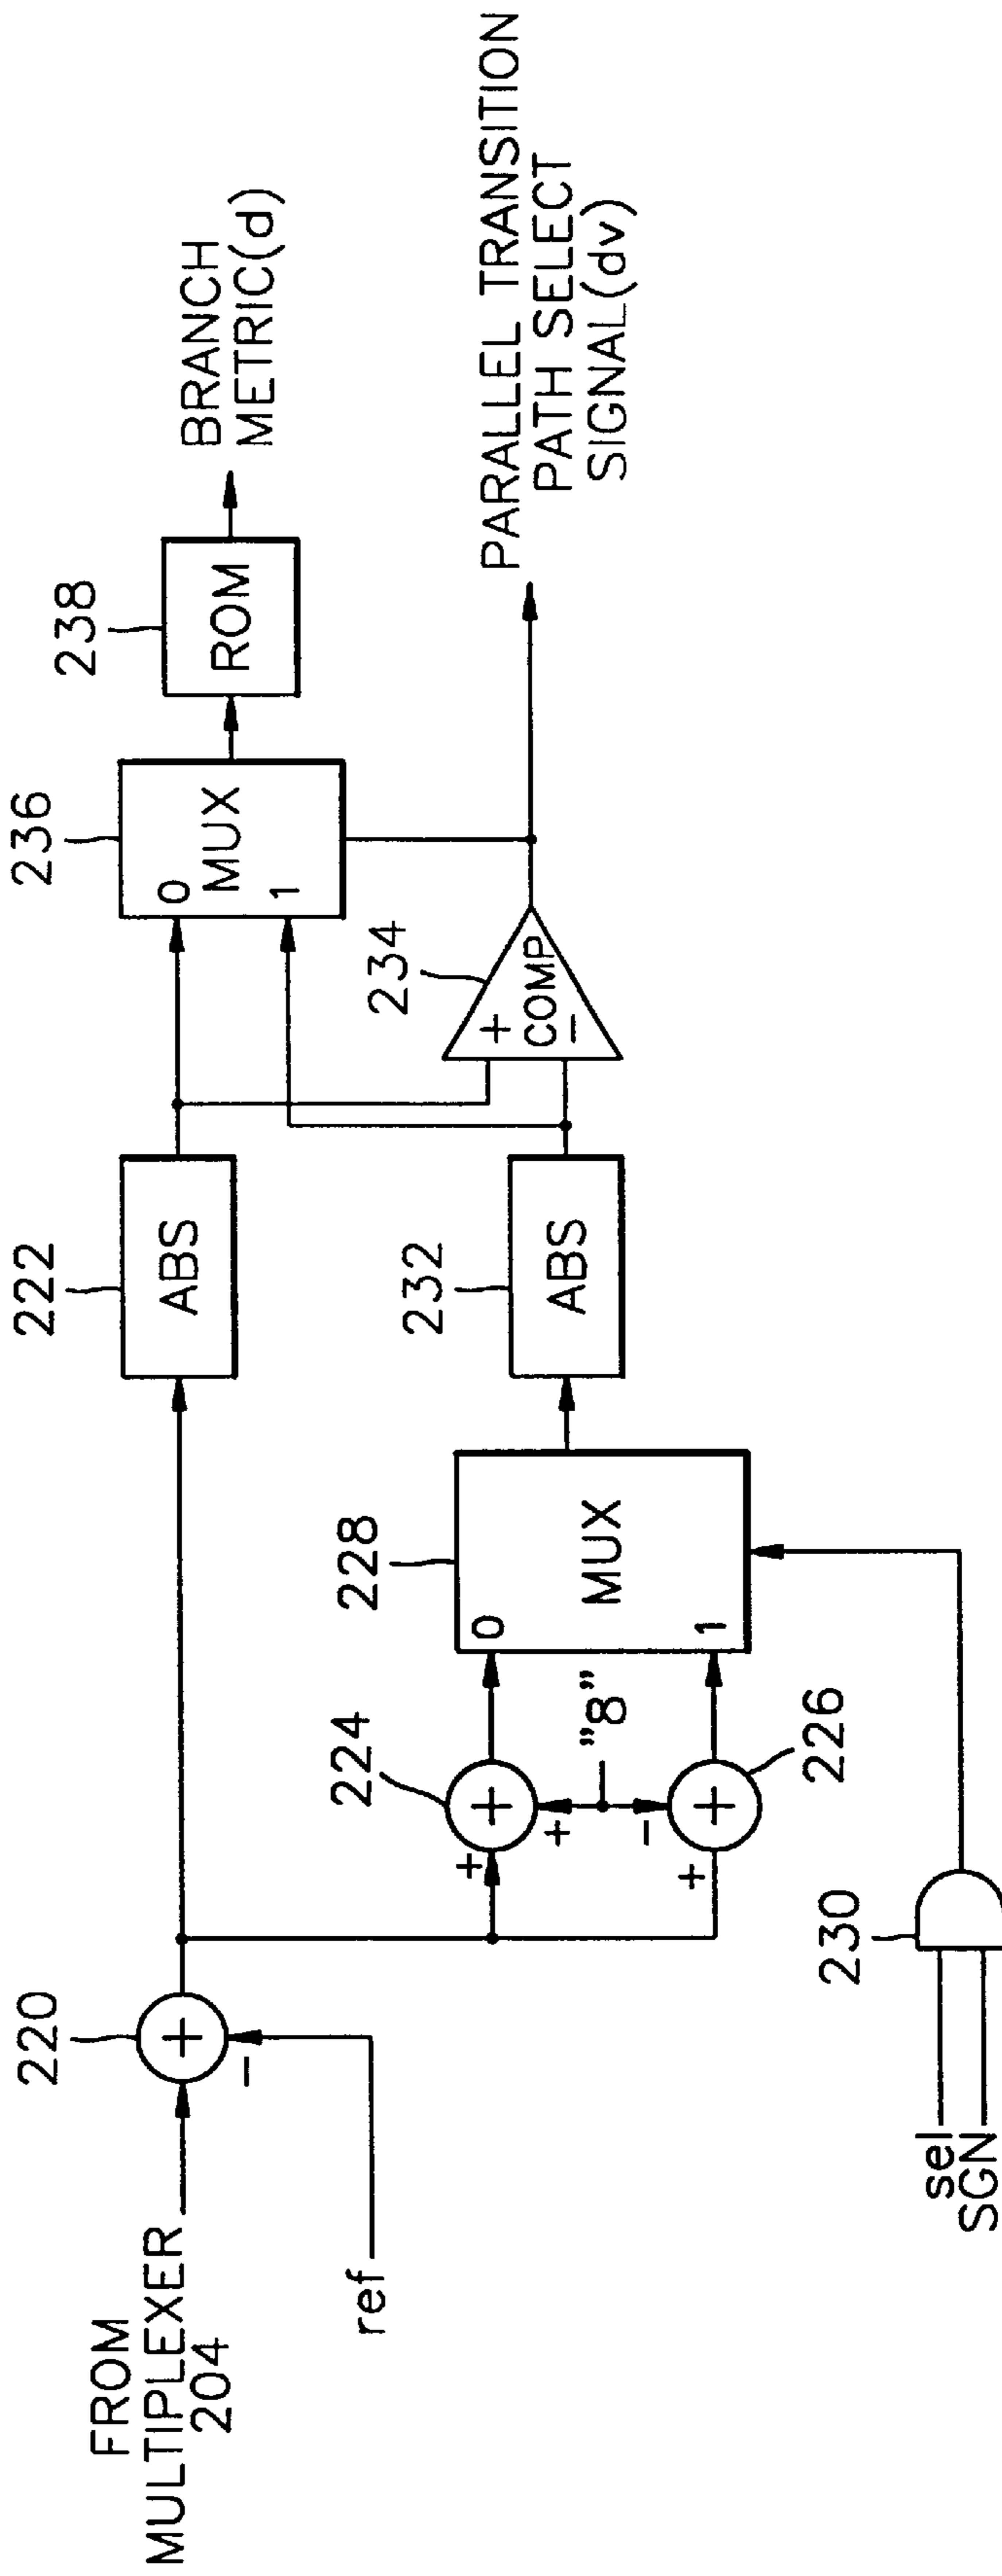 FROM
MULTIPLEXER
204
220
+
-
ref
222
ABS
224
+
+
+
"8"
226
+
-
+
228
0
MUX
1
sel
SGN
230
232
ABS
234
+
COMP
-
236
0
MUX
1
238
ROM
BRANCH
METRIC(d)
PARALLEL TRANSITION
PATH SELECT
SIGNAL(dv)